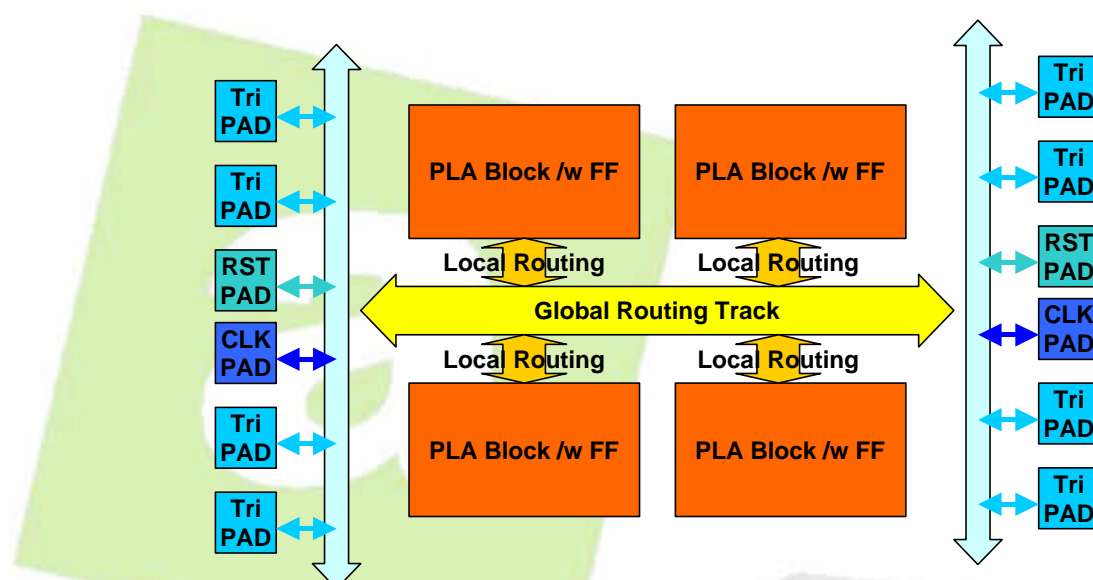 Tri
PAD
Tri
PAD
RST
PAD
CLK
PAD
Tri
PAD
Tri
PAD
PLA Block /w FF
PLA Block /w FF
Local Routing
Local Routing
Global Routing Track
Local Routing
Local Routing
PLA Block /w FF
PLA Block /w FF
Tri
PAD
Tri
PAD
RST
PAD
CLK
PAD
Tri
PAD
Tri
PAD